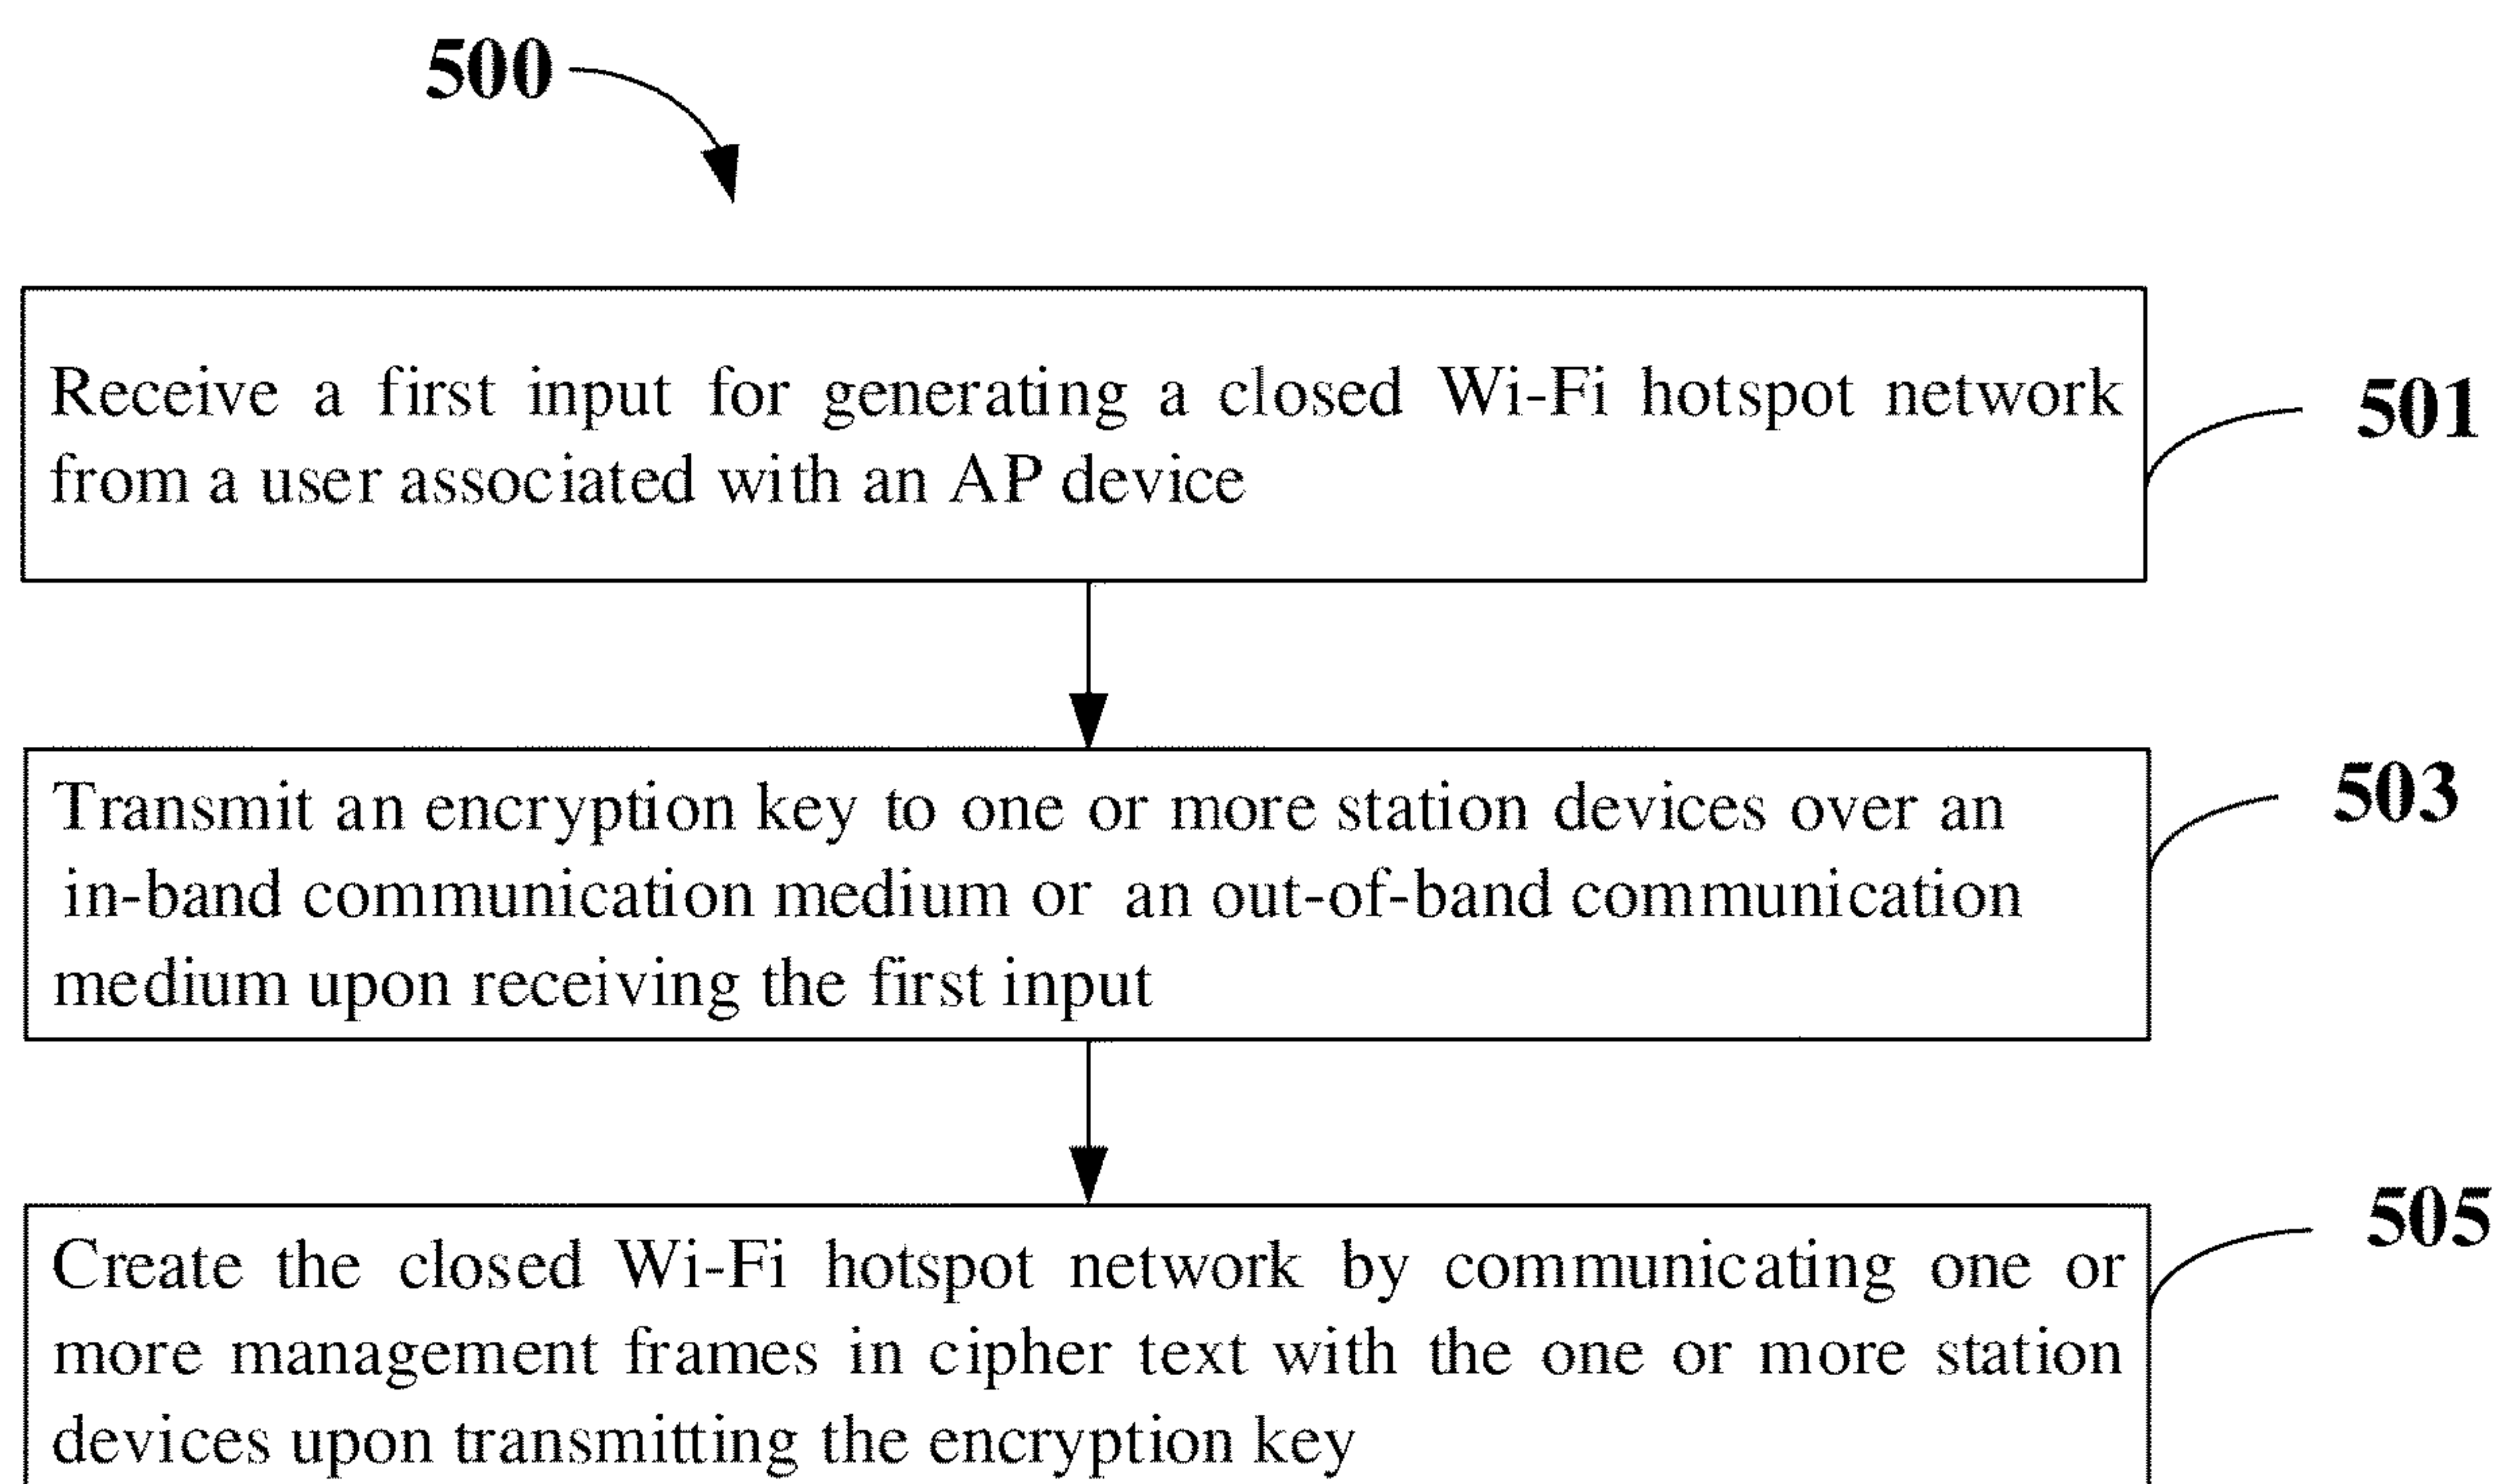 500
Receive a first input for generating a closed Wi-Fi hotspot network
from a user associated with an AP device
501
Transmit an encryption key to one or more station devices over an
in-band communication medium or an out-of-band communication
medium upon receiving the first input
503
Create the closed Wi-Fi hotspot network by communicating one or
more management frames in cipher text with the one or more station
devices upon transmitting the encryption key
505